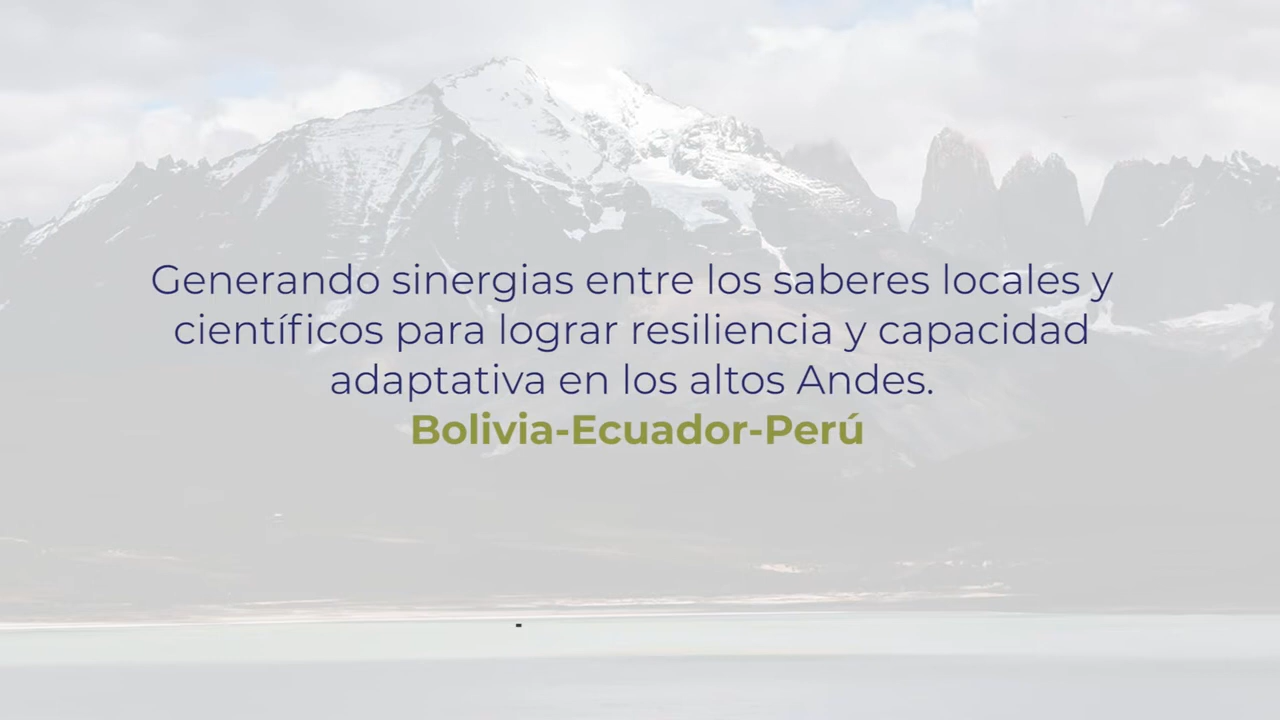 Generando sinergias entre los saberes locales y
científicos para lograr resiliencia y capacidad
adaptativa en los altos Andes.
Bolivia-Ecuador-Perú